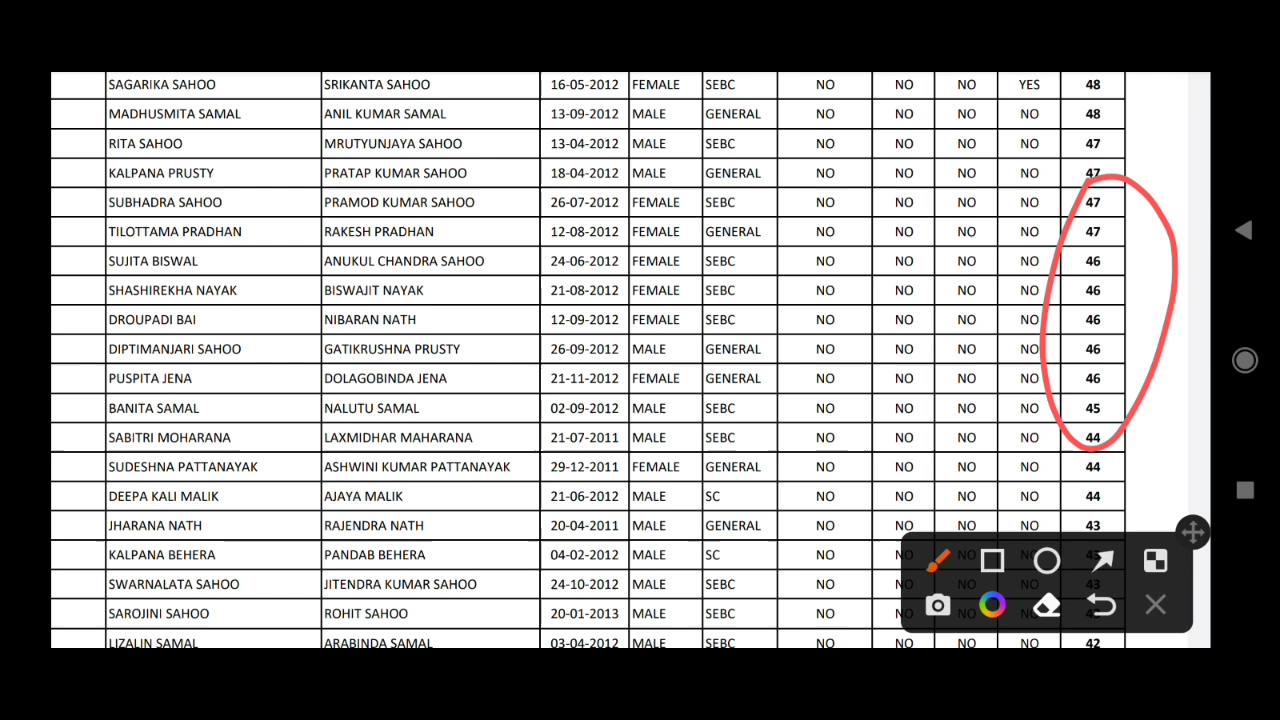 SAGARIKA SAHOO SRIKANTA SAHOO 16-05-2012 FEMALE SEBC NO NO NO YES 48
MADHUSMITA SAMAL ANIL KUMAR SAMAL 13-09-2012 MALE GENERAL NO NO NO NO 48
RITA SAHOO MRUTYUNJAYA SAHOO 13-04-2012 MALE SEBC NO NO NO NO 47
KALPANA PRUSTY PRATAP KUMAR SAHOO 18-04-2012 MALE GENERAL NO NO NO NO 47
SUBHADRA SAHOO PRAMOD KUMAR SAHOO 26-07-2012 FEMALE SEBC NO NO NO NO 47
TILOTTAMA PRADHAN RAKESH PRADHAN 12-08-2012 FEMALE GENERAL NO NO NO NO 47
SUJITA BISWAL ANUKUL CHANDRA SAHOO 24-06-2012 FEMALE SEBC NO NO NO NO 46
SHASHIREKHA NAYAK BISWAJIT NAYAK 21-08-2012 FEMALE SEBC NO NO NO NO 46
DROUPADI BAI NIBARAN NATH 12-09-2012 FEMALE SEBC NO NO NO NO 46
DIPTIMANJARI SAHOO GATIKRUSHNA PRUSTY 26-09-2012 MALE GENERAL NO NO NO NO 46
PUSPITA JENA DOLAGOBINDA JENA 21-11-2012 FEMALE GENERAL NO NO NO NO 46
BANITA SAMAL NALUTU SAMAL 02-09-2012 MALE SEBC NO NO NO NO 45
SABITRI MOHARANA LAXMIDHAR MAHARANA 21-07-2011 MALE SEBC NO NO NO NO 44
SUDESHNA PATTANAYAK ASHWINI KUMAR PATTANAYAK 29-12-2011 FEMALE GENERAL NO NO NO NO 44
DEEPA KALI MALIK AJAYA MALIK 21-06-2012 MALE SC NO NO NO NO 44
JHARANA NATH RAJENDRA NATH 20-04-2011 MALE GENERAL NO NO NO NO 43
KALPANA BEHERA PANDAB BEHERA 04-02-2012 MALE SC NO NO NO NO 43
SWARNALATA SAHOO JITENDRA KUMAR SAHOO 24-10-2012 MALE SEBC NO NO NO NO 43
SAROJINI SAHOO ROHIT SAHOO 20-01-2013 MALE SEBC NO NO NO NO
LIZALIN SAMAL ARABINDA SAMAL 03-04-2012 MALE SEBC NO NO NO NO 42